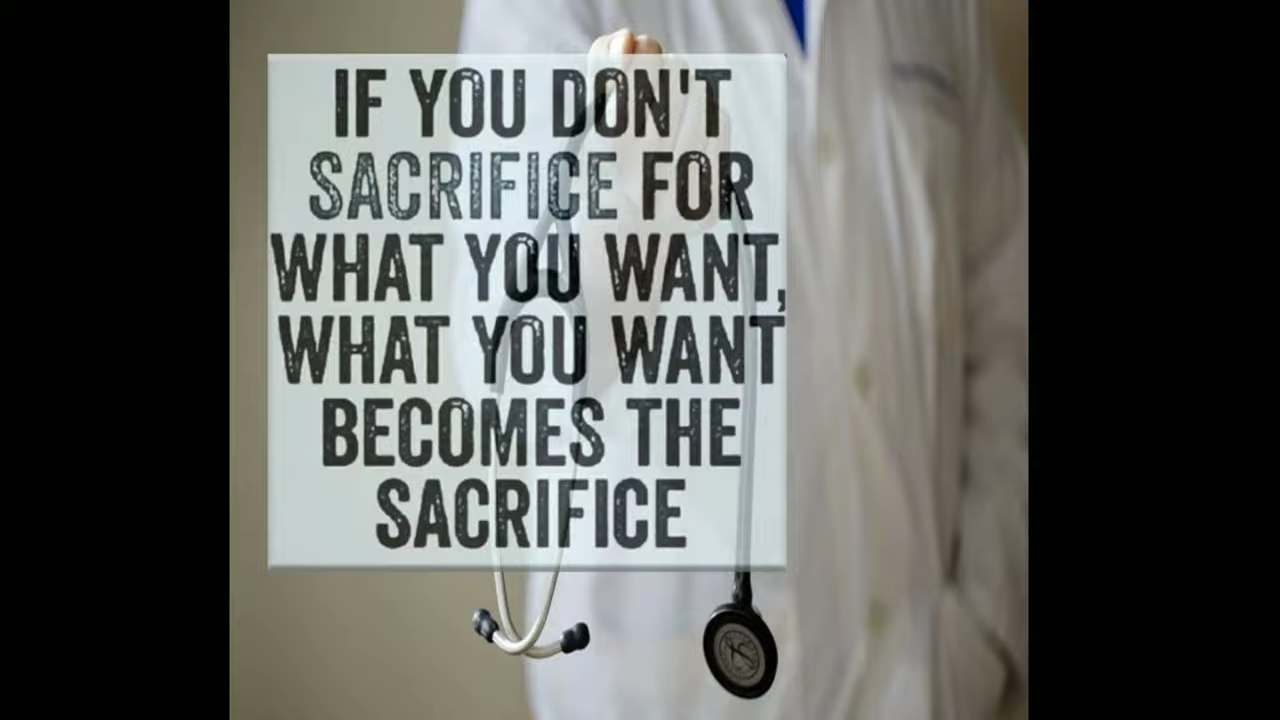 IF YOU DON'T
SACRIFICE FOR
WHAT YOU WANT,
WHAT YOU WANT
BECOMES THE
SACRIFICE